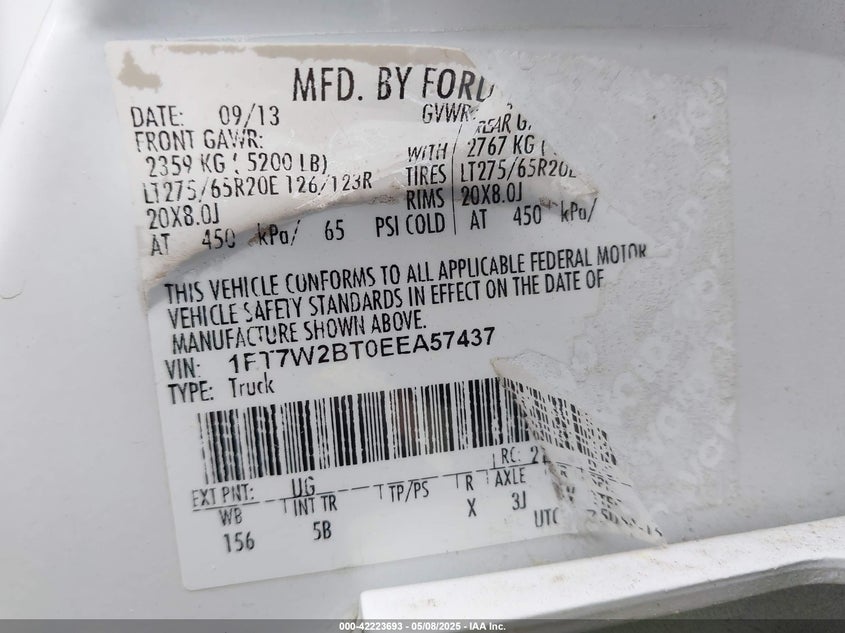 MFD. BY FORD
DATE: 09/13 GVWR:
FRONT GAWR: REAR G
2359 KG ( 5200 LB) WITH 2767 KG (
LT275/65R20E 126/123R TIRES LT275/65R20E
20X8.0J RIMS 20X8.0J
AT 450 kPa/ 65 PSI COLD AT 450 kPa/
THIS VEHICLE CONFORMS TO ALL APPLICABLE FEDERAL MOTOR
VEHICLE SAFETY STANDARDS IN EFFECT ON THE DATE OF
MANUFACTURE SHOWN ABOVE.
VIN: 1FT7W2BT0EEA57437
TYPE: Truck
RC: 2
EXT PNT: UG
WB INT TR TP/PS R AXLE
156 5B X 3J
UTC
000-42223693 - 05/08/2025 - IAA Inc.